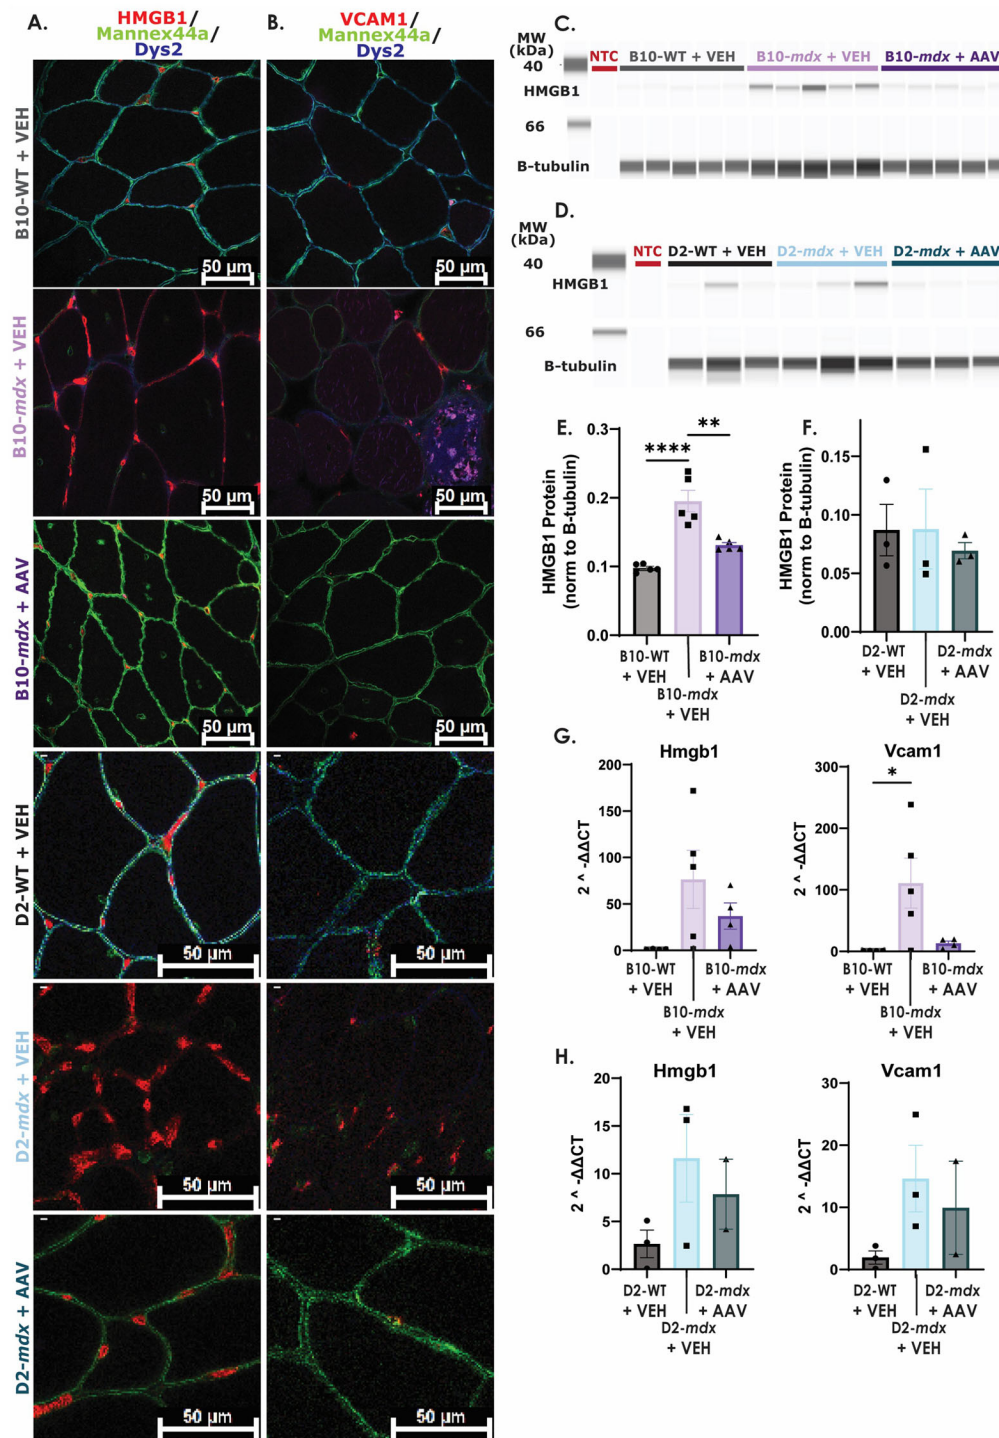 A.
HMGB1/
Mannex44a/
Dys2
B.
VCAM1/
Mannex44a/
Dys2
B10-WT + VEH
50 µm
50 µm
B10-mdx + VEH
50 µm
50 µm
B10-mdx + AAV
50 µm
50 µm
D2-WT + VEH
50 µm
50 µm
D2-mdx + VEH
50 µm
50 µm
D2-mdx + AAV
50 µm
50 µm
C.
MW
(kDa)
40
NTC B10-WT + VEH B10-mdx + VEH B10-mdx + AAV
HMGB1
66
B-tubulin
D.
MW
(kDa)
40
NTC D2-WT + VEH D2-mdx + VEH D2-mdx + AAV
HMGB1
66
B-tubulin
E.
HMGB1 Protein
(norm to B-tubulin)
0.3
0.2
0.1
0.0
**** **
B10-WT
+ VEH
B10-mdx
+ VEH
B10-mdx
+ AAV
F.
HMGB1 Protein
(norm to B-tubulin)
0.15
0.10
0.05
0.00
D2-WT
+ VEH
D2-mdx
+ VEH
D2-mdx
+ AAV
G.
Hmgb1
2 ^ -ΔΔCT
200
150
100
50
0
B10-WT
+ VEH
B10-mdx
+ VEH
B10-mdx
+ AAV
Vcam1
2 ^ -ΔΔCT
300
200
100
0
*
B10-WT
+ VEH
B10-mdx
+ VEH
B10-mdx
+ AAV
H.
Hmgb1
2 ^ -ΔΔCT
20
15
10
5
0
D2-WT
+ VEH
D2-mdx
+ VEH
D2-mdx
+ AAV
Vcam1
2 ^ -ΔΔCT
30
20
10
0
D2-WT
+ VEH
D2-mdx
+ VEH
D2-mdx
+ AAV